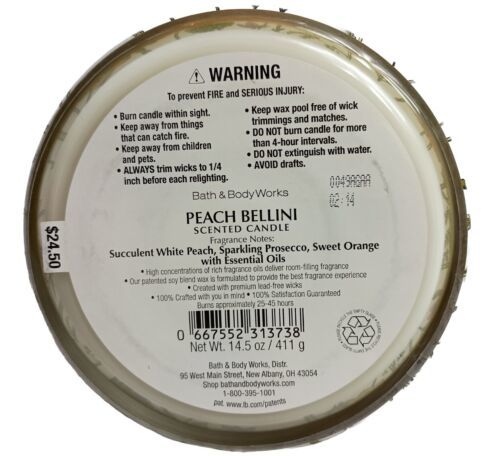 ⚠ WARNING
To prevent FIRE and SERIOUS INJURY:
• Burn candle within sight.
• Keep away from things
that can catch fire.
• Keep away from children
and pets.
• ALWAYS trim wicks to 1/4
inch before each relighting.
• Keep wax pool free of wick
trimmings and matches.
• DO NOT burn candle for more
than 4-hour intervals.
• DO NOT extinguish with water.
• AVOID drafts.
Bath & Body Works
PEACH BELLINI
SCENTED CANDLE
Fragrance Notes:
Succulent White Peach, Sparkling Prosecco, Sweet Orange
with Essential Oils
• High concentrations of rich fragrance oils deliver room-filling fragrance
• Our patented soy blend wax is formulated to provide the best fragrance experience
• Created with premium lead-free wicks
• 100% Crafted with you in mind • 100% Satisfaction Guaranteed
Burns approximately 25-45 hours
0 667552 313738
Net Wt. 14.5 oz / 411 g
Bath & Body Works, Distr.
95 West Main Street, New Albany, OH 43054
Shop bathandbodyworks.com
1-800-395-1001
pat. www.lb.com/patents
02:14
$24.50